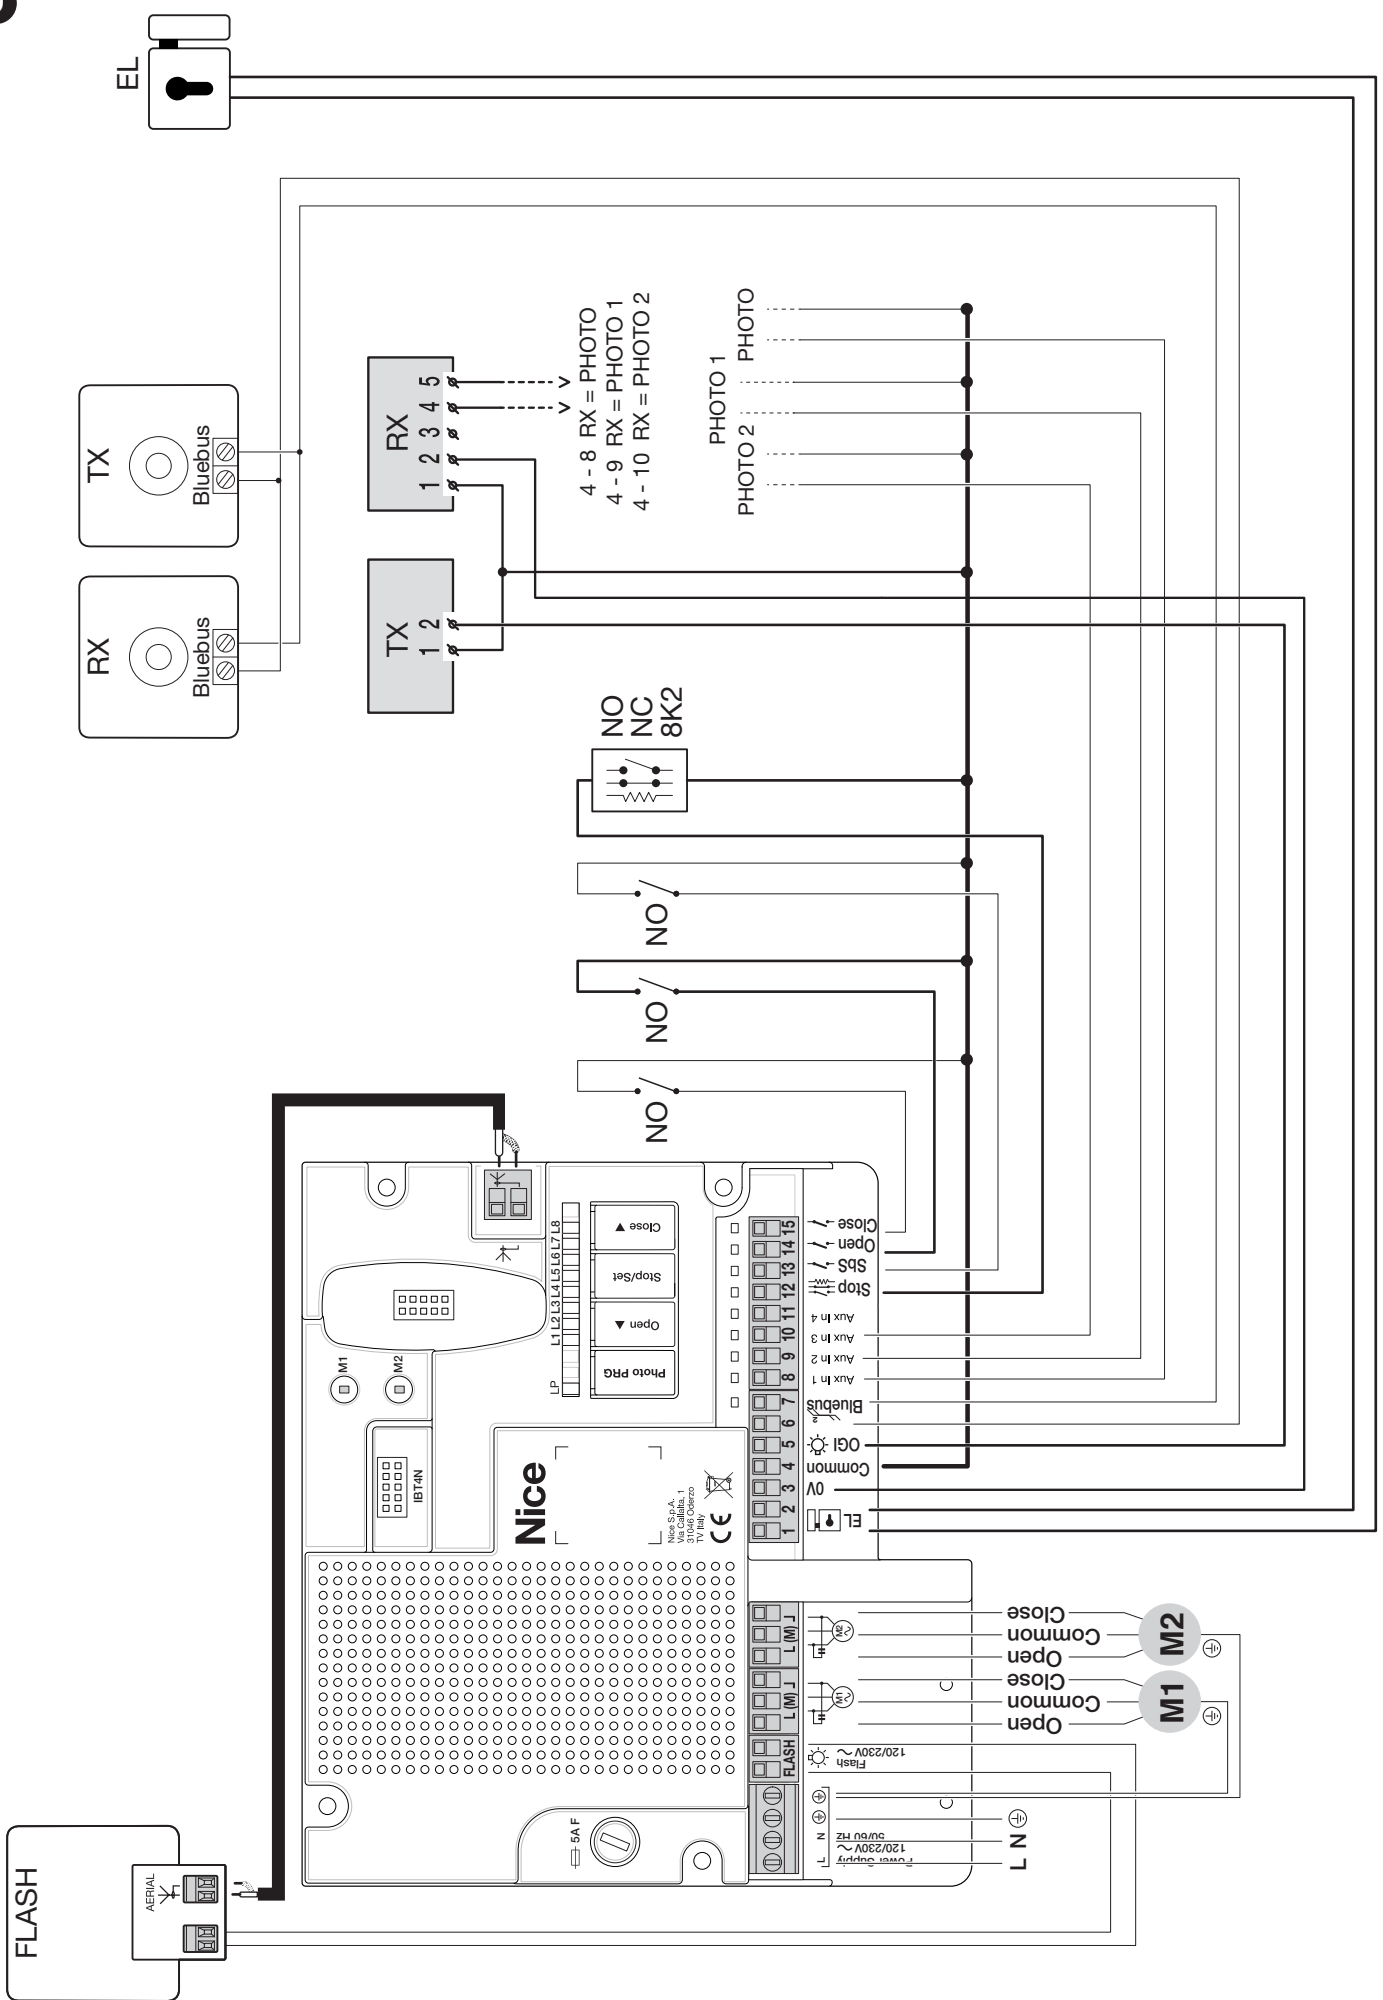 EL
TX
Bluebus
RX
Bluebus
RX
1 2 3 4 5
TX
1 2
4 - 8 RX = PHOTO
4 - 9 RX = PHOTO 1
4 - 10 RX = PHOTO 2
PHOTO 2
PHOTO 1
PHOTO
NO
NC
8K2
NO
NO
NO
FLASH
AERIAL
M1
M2
IBT4N
LP
L1 L2 L3 L4 L5 L6 L7 L8
Photo PRG
Open ▲
Stop/Set
Close ▼
Nice
Nice S.p.A.
Via Callalta, 1
31046 Oderzo
TV Italy
CE
5A F
FLASH
L (M)
L (M)
1 2 3 4 5 6 7 8 9 10 11 12 13 14 15
EL
0V
Common
OGI
2
Bluebus
Aux In 1
Aux In 2
Aux In 3
Aux In 4
Stop
SbS
Open
Close
L
N
Power Supply
120/230V ~
50/60 Hz
Flash
120/230V ~
M1
M2
Open
Common
Close
Open
Common
Close
M1
M2
L N